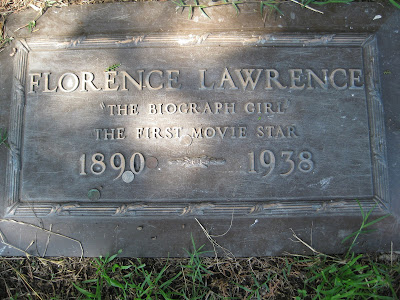 FLORENCE LAWRENCE
"THE BIOGRAPH GIRL"
THE FIRST MOVIE STAR
1890 1938